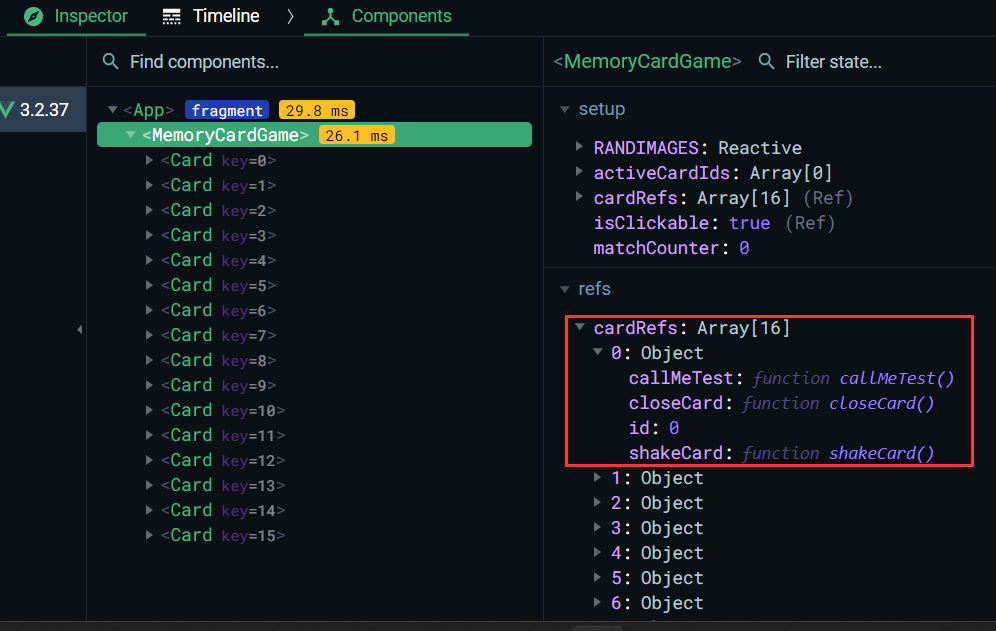 Inspector Timeline Components
Find components...
<MemoryCardGame> Filter state...
3.2.37
<App> fragment 29.8 ms
<MemoryCardGame> 26.1 ms
<Card key=0>
<Card key=1>
<Card key=2>
<Card key=3>
<Card key=4>
<Card key=5>
<Card key=6>
<Card key=7>
<Card key=8>
<Card key=9>
<Card key=10>
<Card key=11>
<Card key=12>
<Card key=13>
<Card key=14>
<Card key=15>
setup
RANDIMAGES: Reactive
activeCardIds: Array[0]
cardRefs: Array[16] (Ref)
isClickable: true (Ref)
matchCounter: 0
refs
cardRefs: Array[16]
0: Object
callMeTest: function callMeTest()
closeCard: function closeCard()
id: 0
shakeCard: function shakeCard()
1: Object
2: Object
3: Object
4: Object
5: Object
6: Object